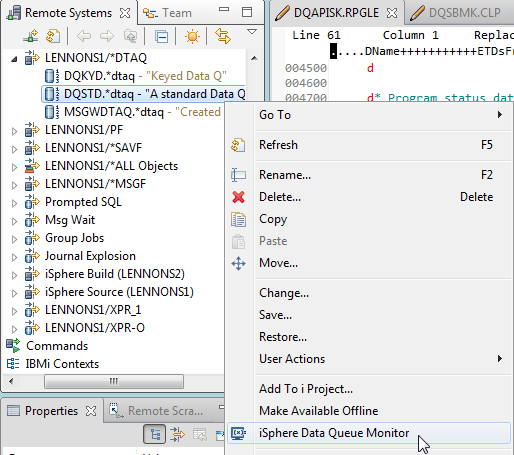 Remote Systems
Team
LENNONS1/*DTAQ
DQKYD.*dtaq - "Keyed Data Q"
DQSTD.*dtaq - "A standard Data Q
MSGWDTAQ.*dtaq - "Created
LENNONS1/PF
LENNONS1/*SAVF
LENNONS1/*ALL Objects
LENNONS1/*MSGF
Prompted SQL
Msg Wait
Group Jobs
Journal Explosion
iSphere Build (LENNONS2)
iSphere Source (LENNONS1)
LENNONS1/XPR_1
LENNONS1/XPR-O
Commands
IBMi Contexts
Properties
Remote Scra...
DQAPISK.RPGLE
DQSBMK.CLP
Line 61 Column 1 Replac
.....DName+++++++++++ETDsFr
004500 d
004600
004700 d* Program status dat
Go To
Refresh F5
Rename... F2
Delete... Delete
Copy
Paste
Move...
Change...
Save...
Restore...
User Actions
Add To i Project...
Make Available Offline
iSphere Data Queue Monitor